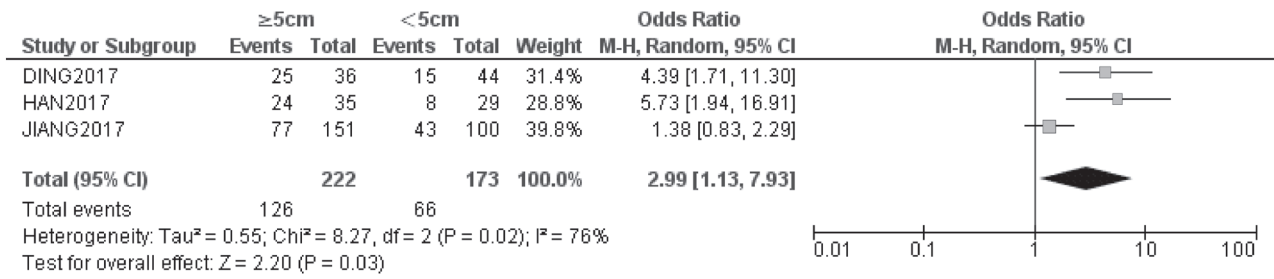 ≥5cm <5cm Odds Ratio Odds Ratio
Study or Subgroup Events Total Events Total Weight M-H, Random, 95% CI M-H, Random, 95% CI
DING2017 25 36 15 44 31.4% 4.39 [1.71, 11.30]
HAN2017 24 35 8 29 28.8% 5.73 [1.94, 16.91]
JIANG2017 77 151 43 100 39.8% 1.38 [0.83, 2.29]
Total (95% CI) 222 173 100.0% 2.99 [1.13, 7.93]
Total events 126 66
Heterogeneity: Tau² = 0.55; Chi² = 8.27, df = 2 (P = 0.02); I² = 76%
Test for overall effect: Z = 2.20 (P = 0.03)
0.01 0.1 1 10 100